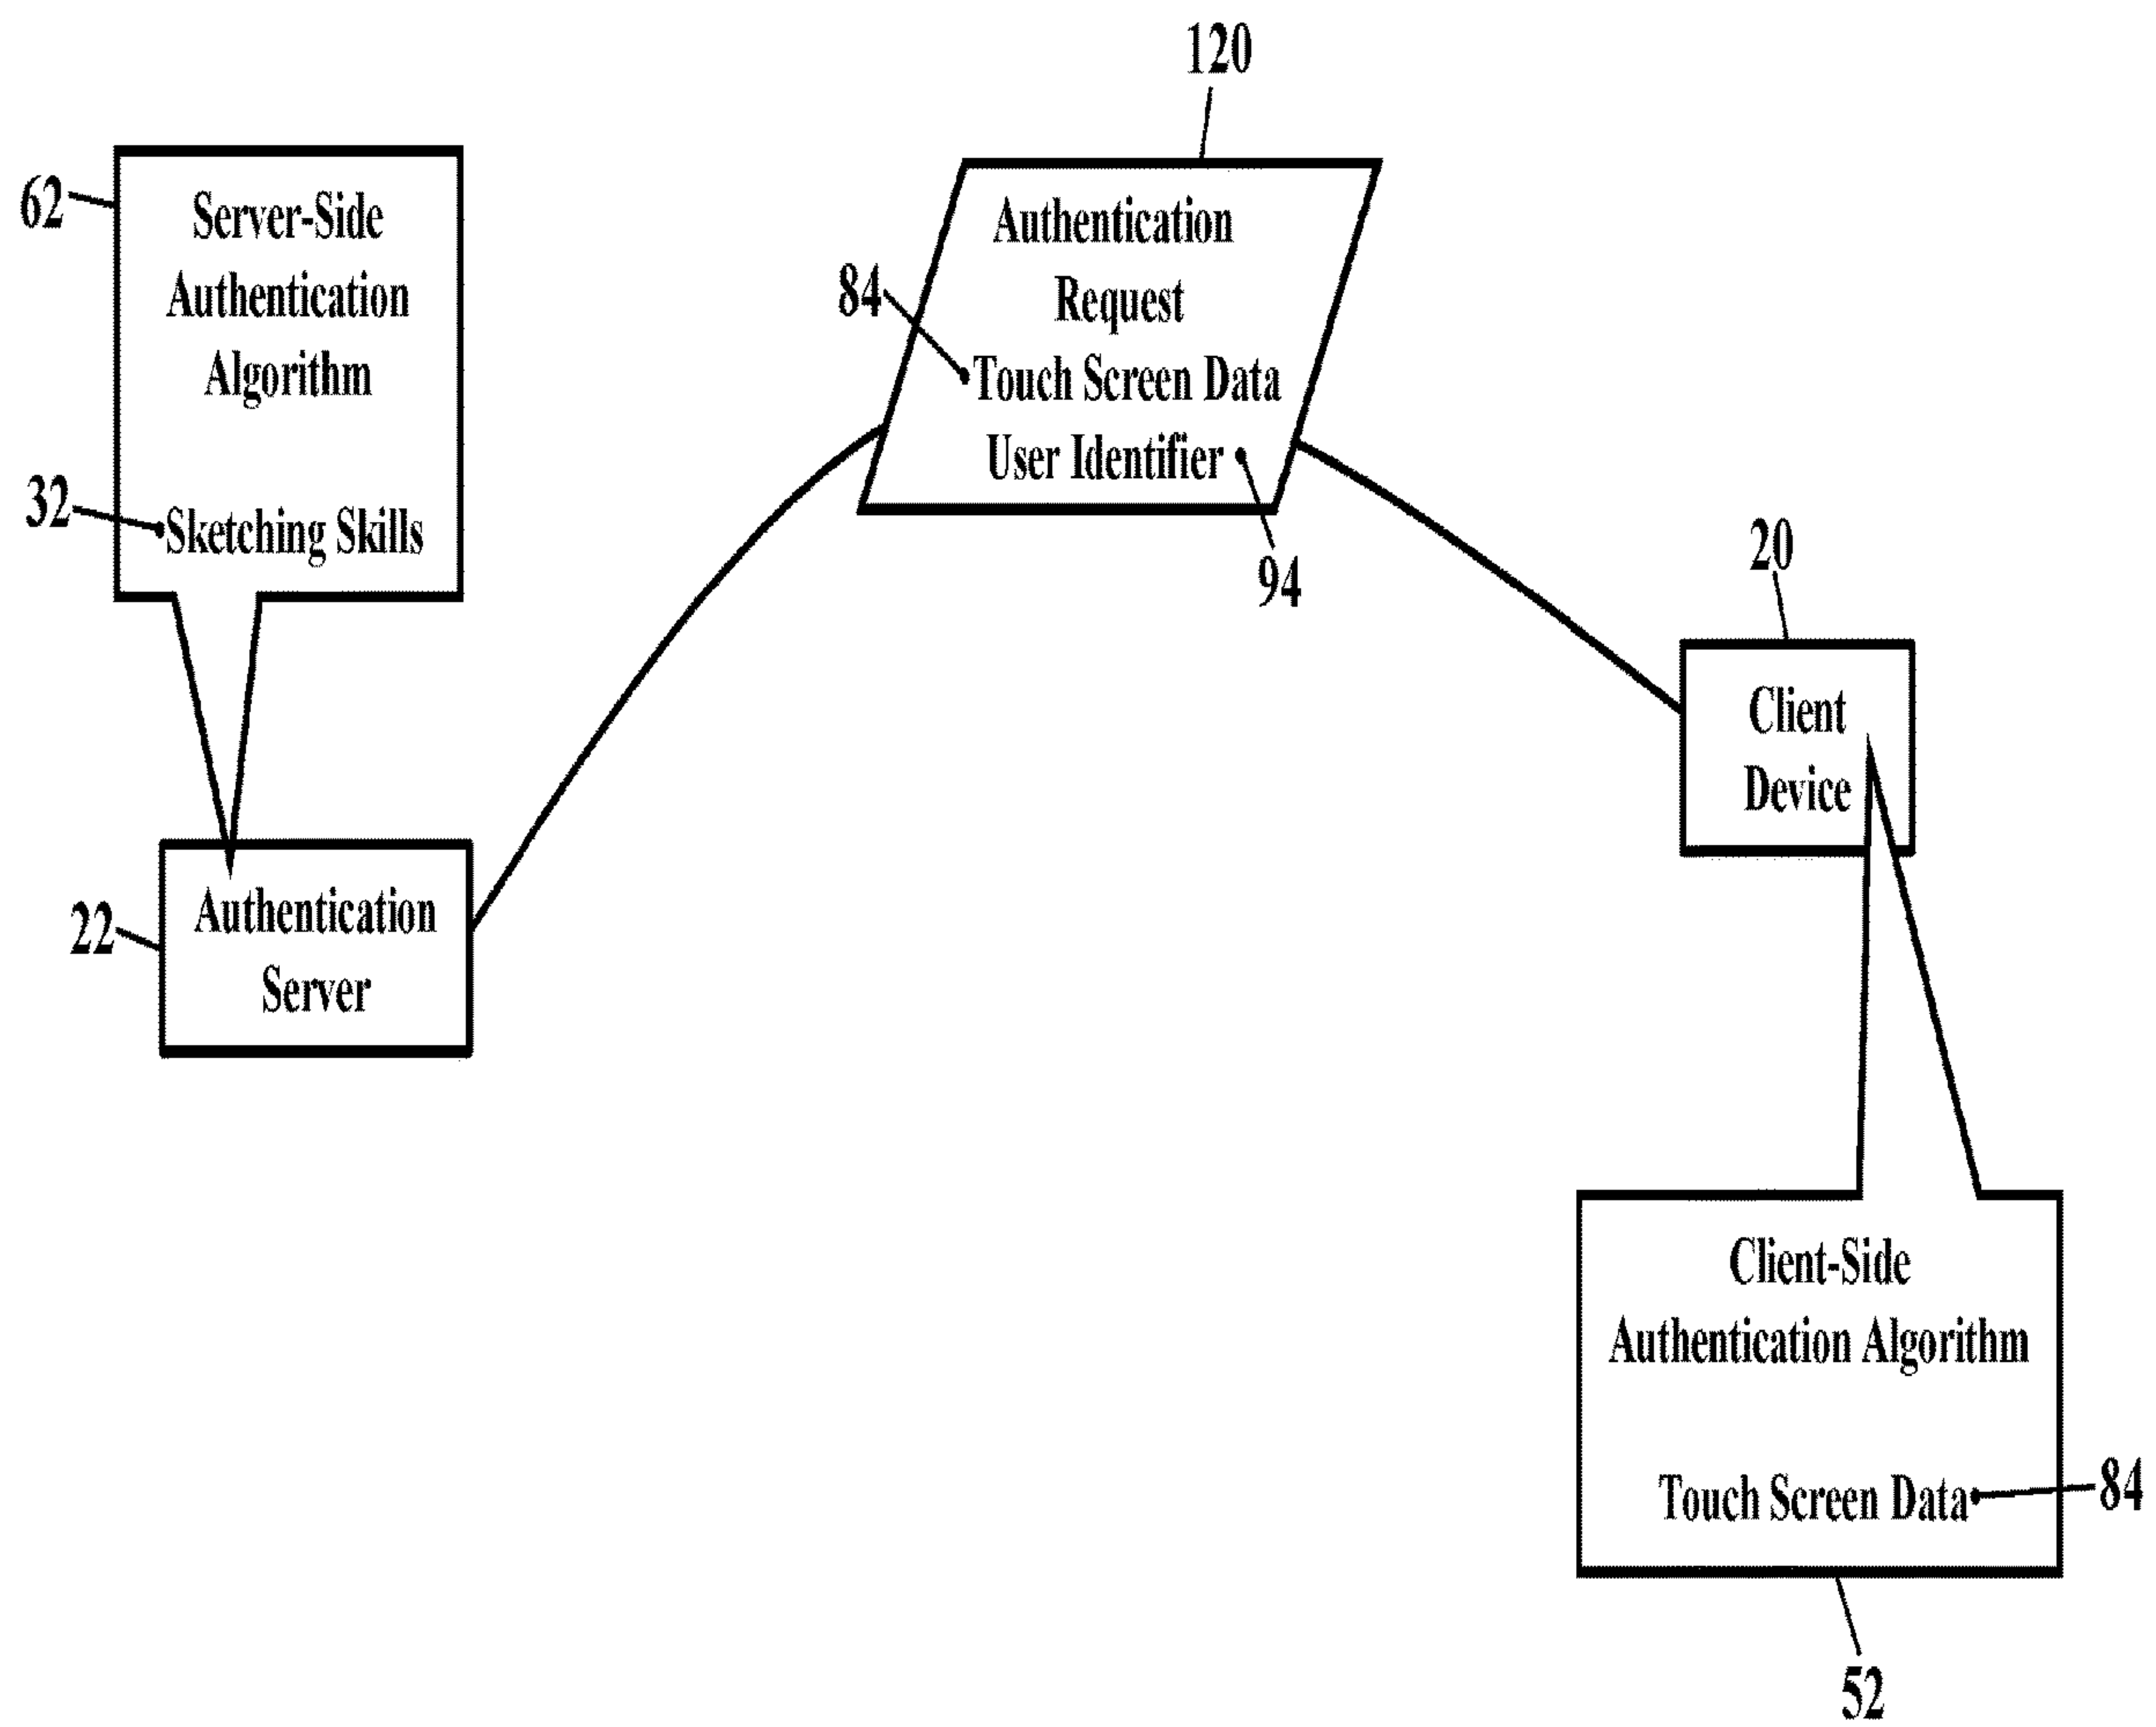 120
62
Server-Side
Authentication
Algorithm
32
Sketching Skills
Authentication
Request
84
Touch Screen Data
User Identifier
94
20
Client
Device
22
Authentication
Server
Client-Side
Authentication Algorithm
Touch Screen Data
84
52